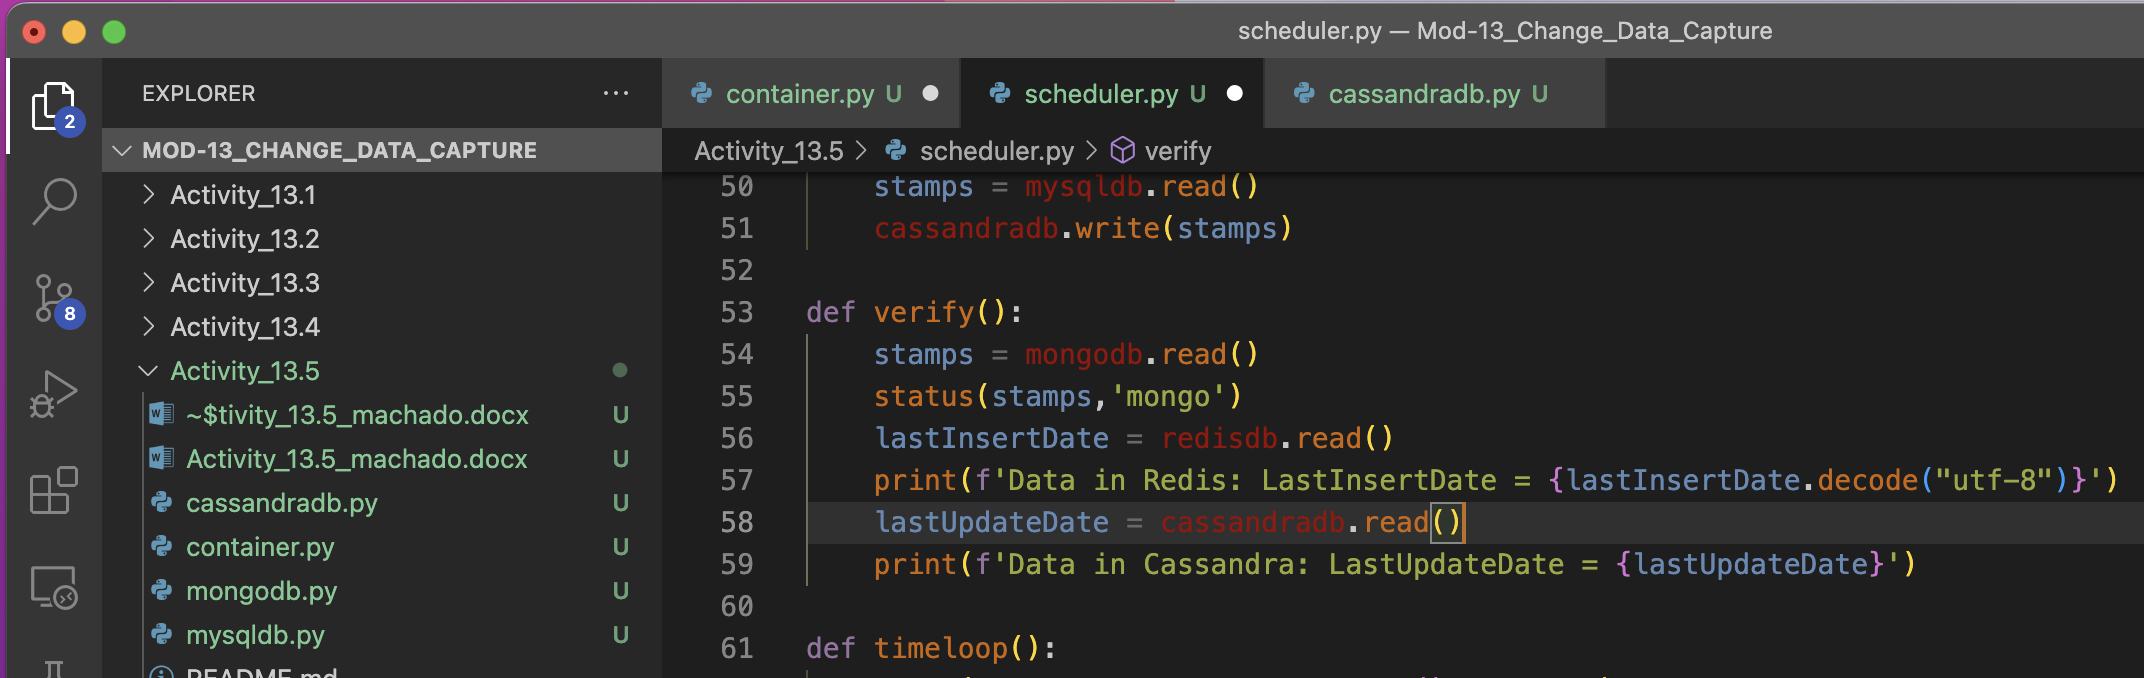 scheduler.py — Mod-13_Change_Data_Capture
EXPLORER
container.py U
scheduler.py U
cassandradb.py U
2
MOD-13_CHANGE_DATA_CAPTURE
Activity_13.5 > scheduler.py > verify
Activity_13.1
Activity_13.2
Activity_13.3
8
Activity_13.4
Activity_13.5
~$tivity_13.5_machado.docx U
Activity_13.5_machado.docx U
cassandradb.py U
container.py U
mongodb.py U
mysqldb.py U
README.md
50 stamps = mysqldb.read()
51 cassandradb.write(stamps)
52
53 def verify():
54 stamps = mongodb.read()
55 status(stamps,'mongo')
56 lastInsertDate = redisdb.read()
57 print(f'Data in Redis: LastInsertDate = {lastInsertDate.decode("utf-8")}')
58 lastUpdateDate = cassandradb.read()
59 print(f'Data in Cassandra: LastUpdateDate = {lastUpdateDate}')
60
61 def timeloop():